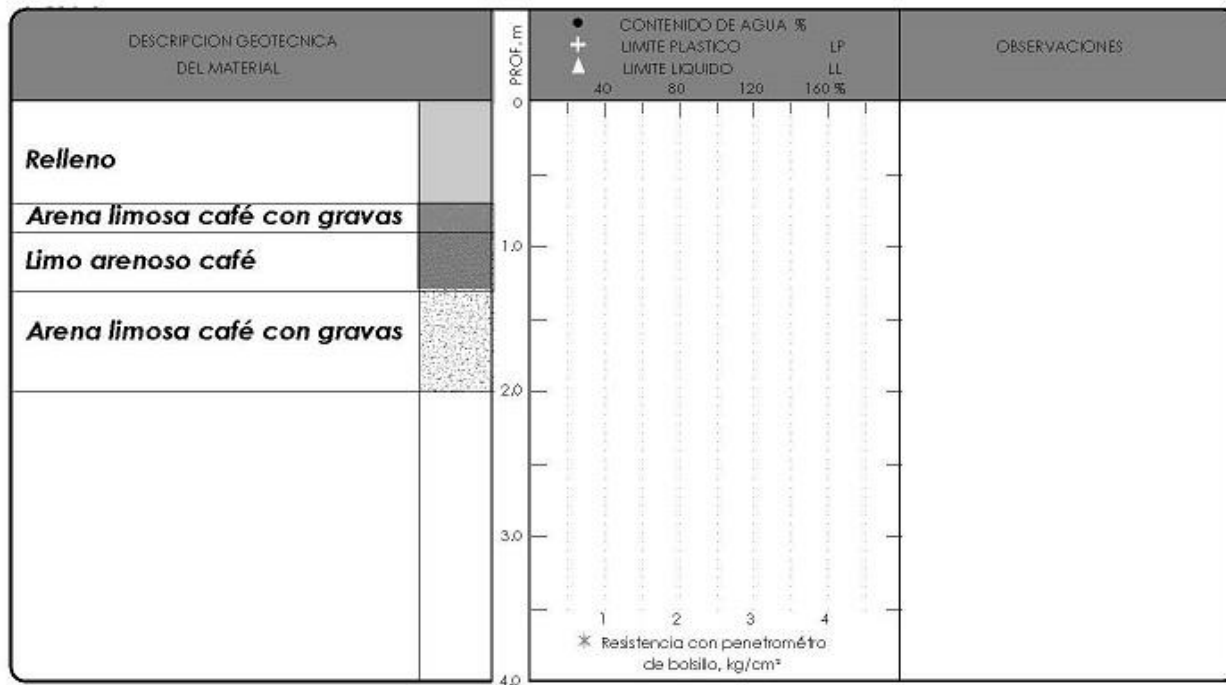 DESCRIPCION GEOTECNICA
DEL MATERIAL
PROF, m
CONTENIDO DE AGUA %
LIMITE PLASTICO LP
LIMITE LIQUIDO LL
40 80 120 160 %
OBSERVACIONES
0
Relleno
Arena limosa café con gravas
1.0
Limo arenoso café
Arena limosa café con gravas
2.0
3.0
1 2 3 4
Resistencia con penetrométro
de bolsillo, kg/cm²
4.0